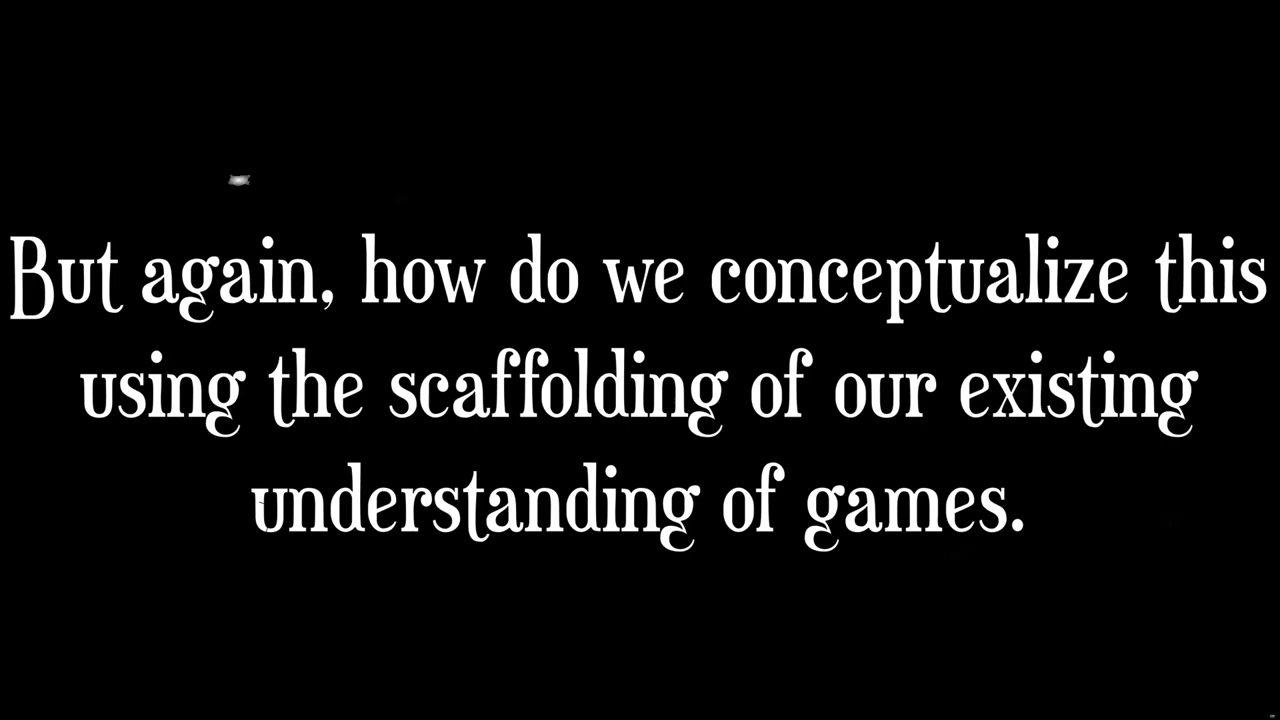 But again, how do we conceptualize this
using the scaffolding of our existing
understanding of games.